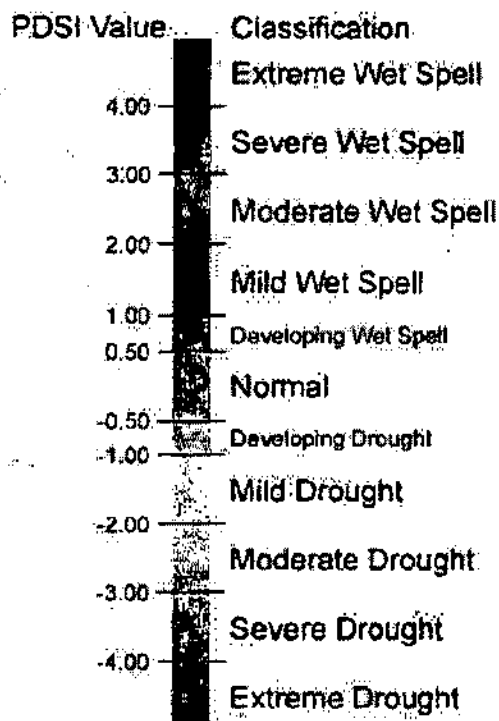 PDSI Value Classification
Extreme Wet Spell
4.00
Severe Wet Spell
3.00
Moderate Wet Spell
2.00
Mild Wet Spell
1.00
Developing Wet Spell
0.50
Normal
-0.50
Developing Drought
-1.00
Mild Drought
-2.00
Moderate Drought
-3.00
Severe Drought
-4.00
Extreme Drought